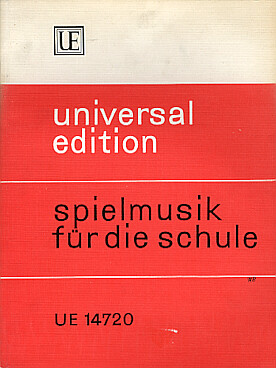 UE
universal
edition
spielmusik
für die schule
UE 14720